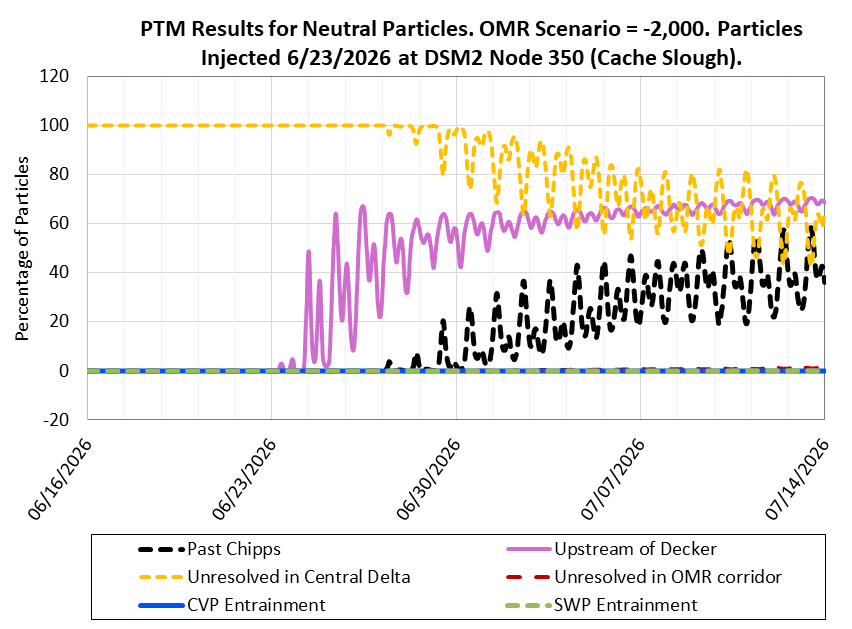 PTM Results for Neutral Particles. OMR Scenario = -2,000. Particles
Injected 6/23/2026 at DSM2 Node 350 (Cache Slough).
120
100
80
60
40
20
0
-20
Percentage of Particles
06/16/2026
06/23/2026
06/30/2026
07/07/2026
07/14/2026
Past Chipps
Upstream of Decker
Unresolved in Central Delta
Unresolved in OMR corridor
CVP Entrainment
SWP Entrainment